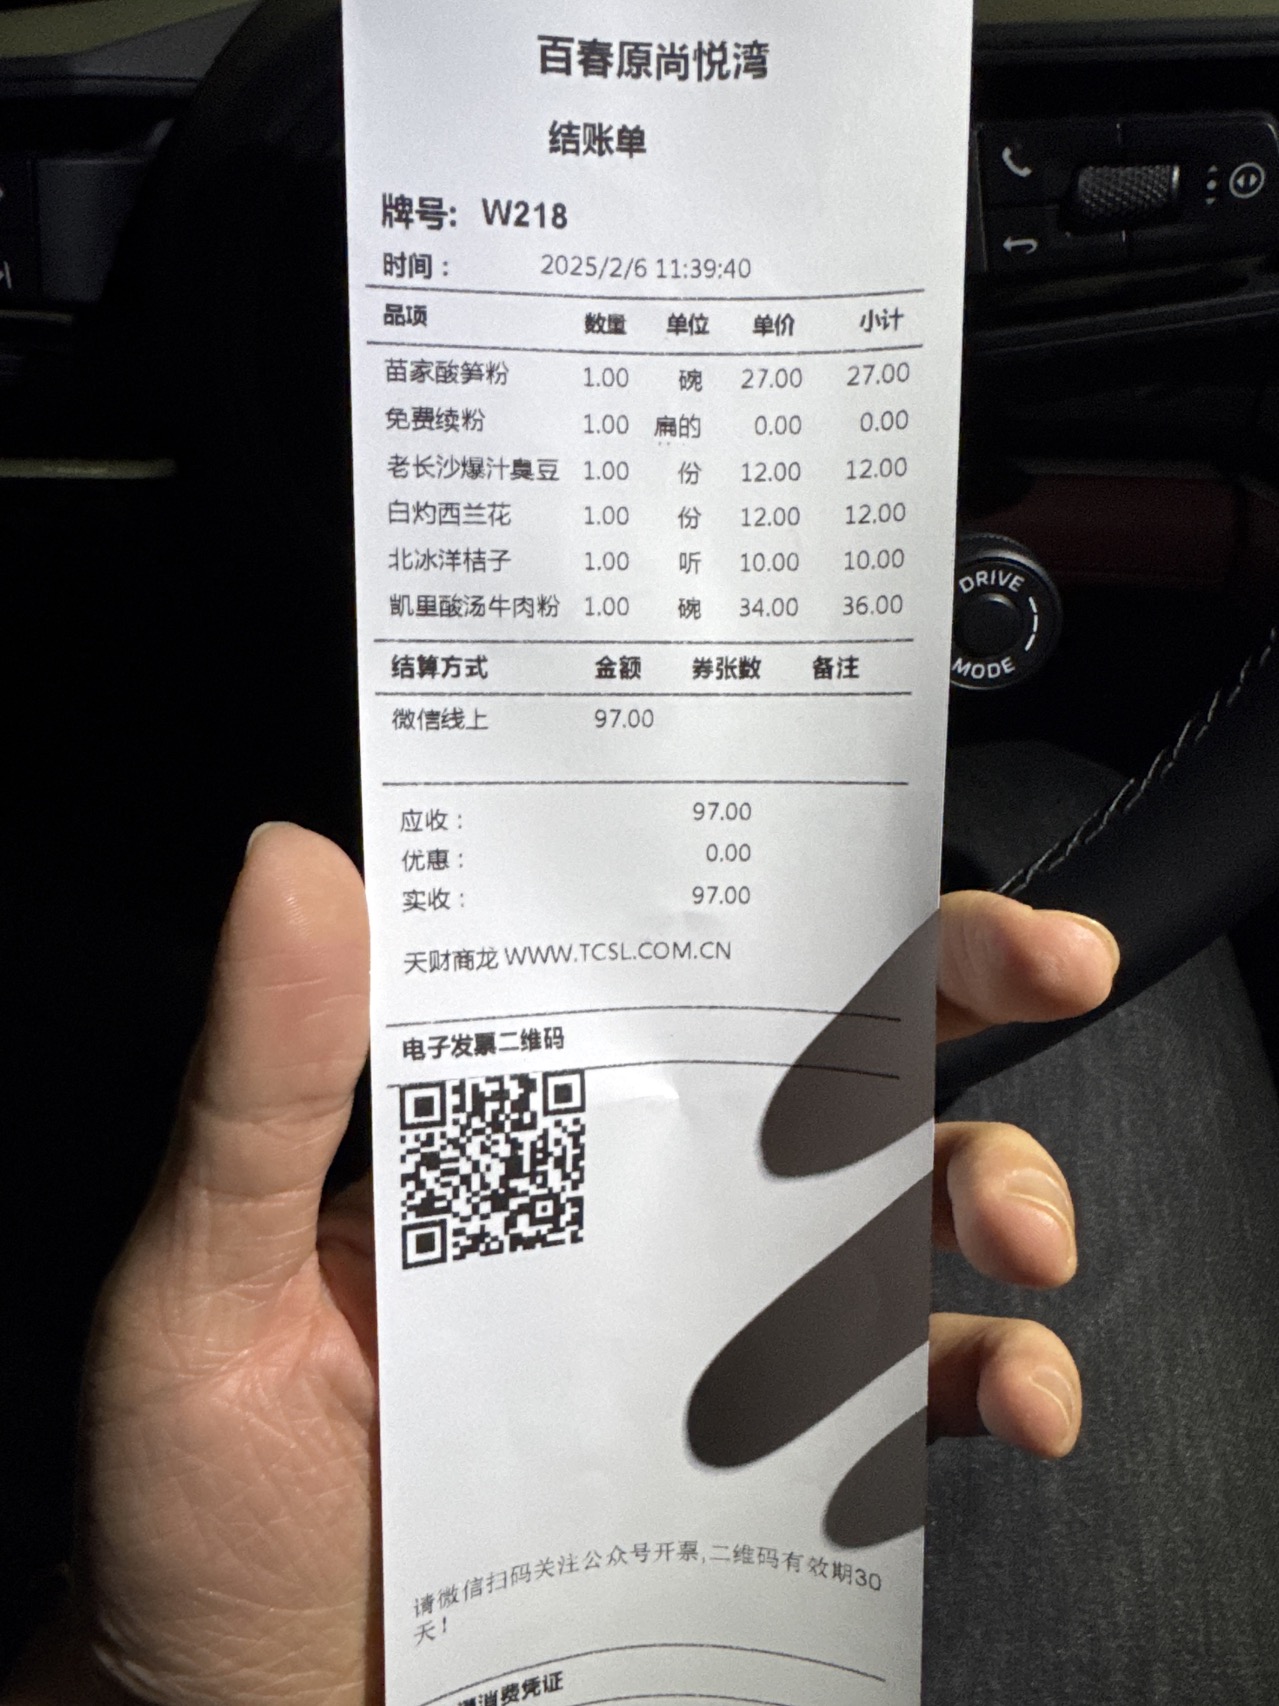 百春原尚悦湾
结账单
牌号: W218
时间： 2025/2/6 11:39:40
品项 数量 单位 单价 小计
苗家酸笋粉 1.00 碗 27.00 27.00
免费续粉 1.00 扁的 0.00 0.00
老长沙爆汁臭豆 1.00 份 12.00 12.00
白灼西兰花 1.00 份 12.00 12.00
北冰洋桔子 1.00 听 10.00 10.00
凯里酸汤牛肉粉 1.00 碗 34.00 36.00
结算方式 金额 券张数 备注
微信线上 97.00
应收： 97.00
优惠： 0.00
实收： 97.00
天财商龙 WWW.TCSL.COM.CN
电子发票二维码
请微信扫码关注公众号开票,二维码有效期30
天！
消费凭证
DRIVE
MODE